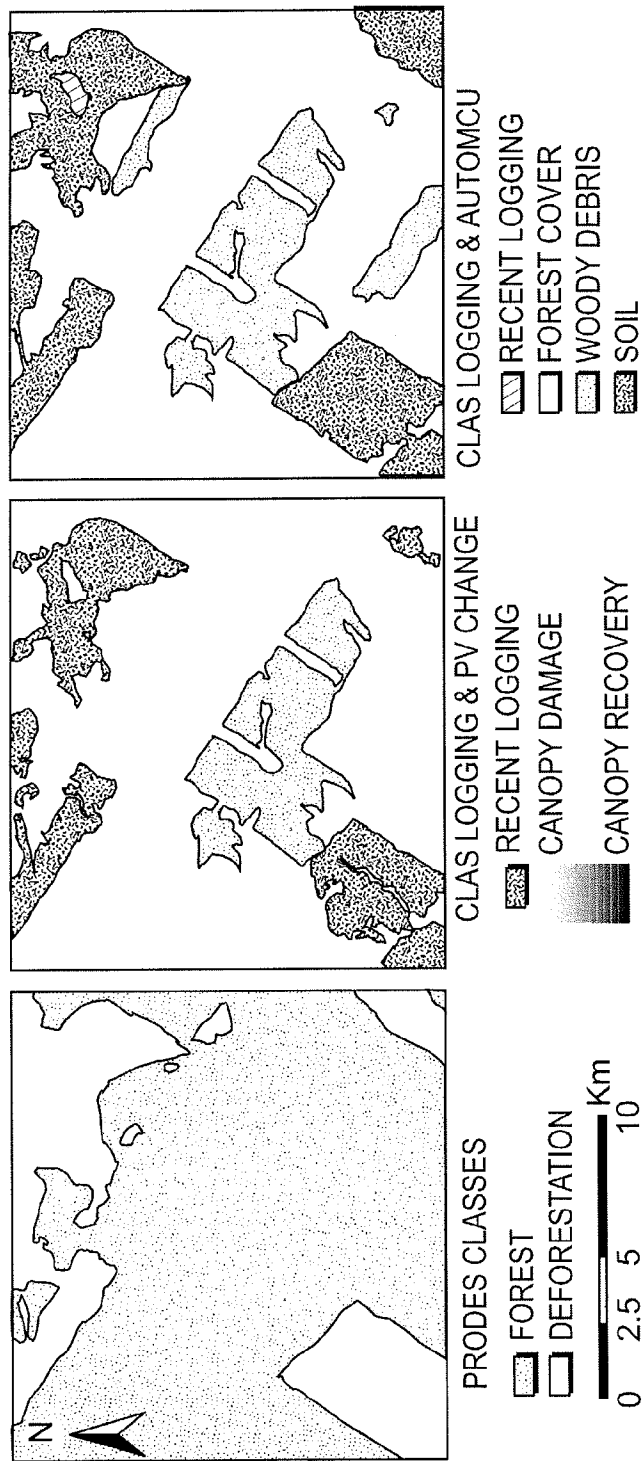 N
PRODES CLASSES
FOREST
DEFORESTATION
0 2.5 5 10 Km
CLAS LOGGING & PV CHANGE
RECENT LOGGING
CANOPY DAMAGE
CANOPY RECOVERY
CLAS LOGGING & AUTOMCU
RECENT LOGGING
FOREST COVER
WOODY DEBRIS
SOIL